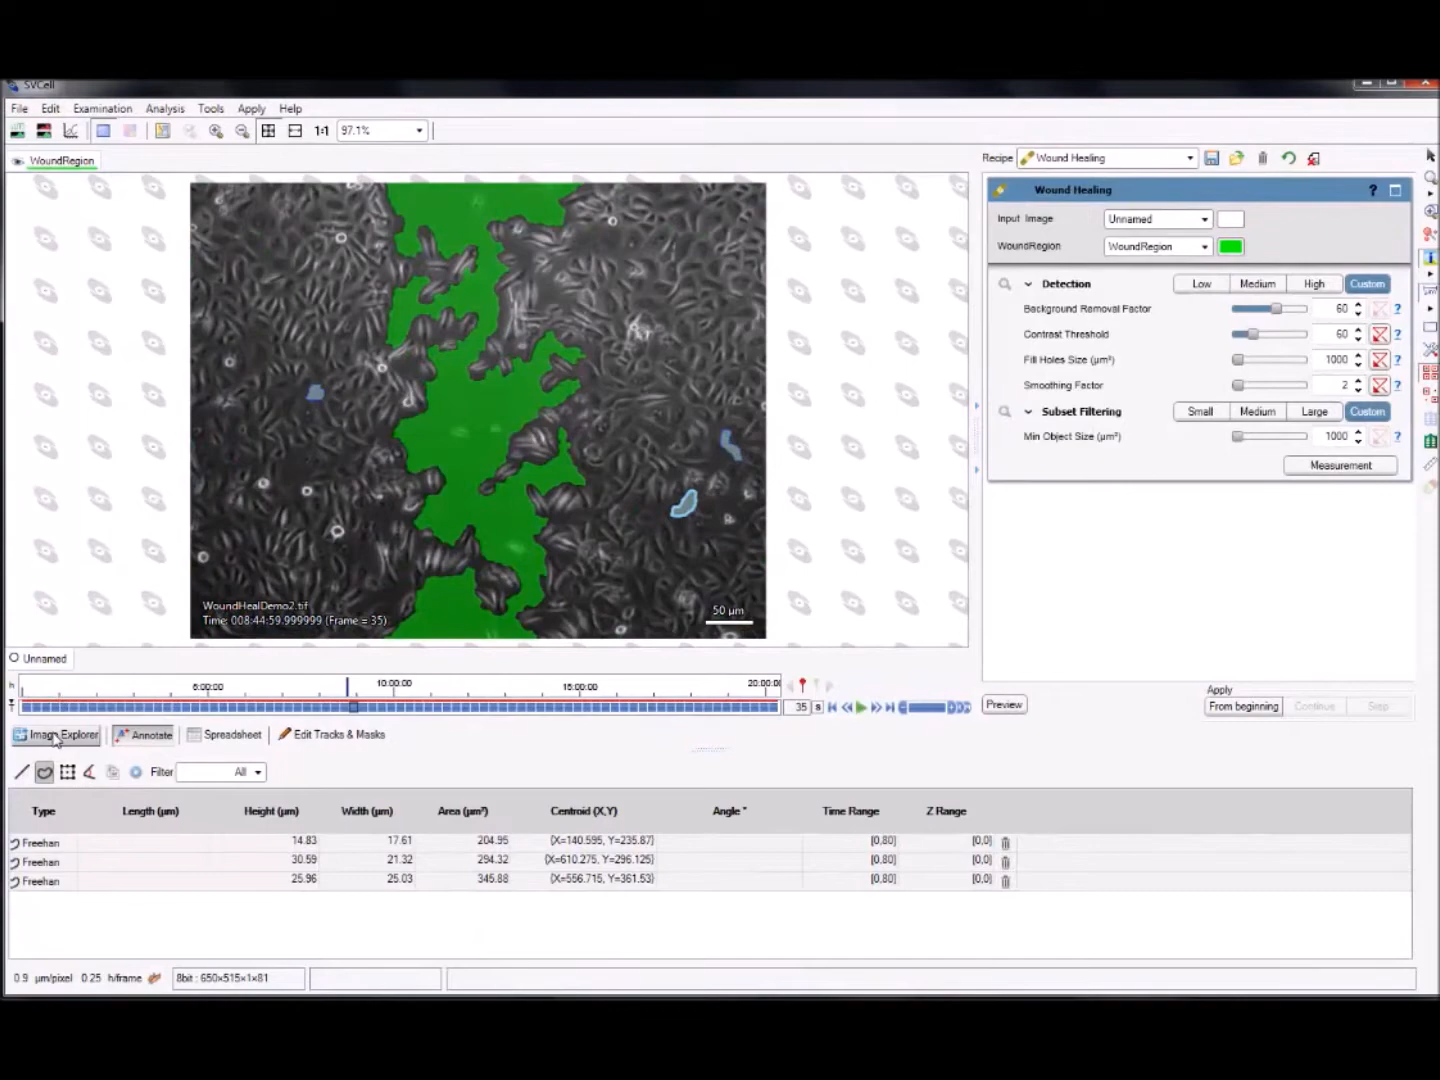 SVCell
File Edit Examination Analysis Tools Apply Help
1:1 97.1%
WoundRegion
Recipe Wound Healing
Wound Healing ?
Input Image Unnamed
WoundRegion WoundRegion
Detection Low Medium High Custom
Background Removal Factor 60 ?
Contrast Threshold 60 ?
Fill Holes Size (µm²) 1000 ?
Smoothing Factor 2 ?
Subset Filtering Small Medium Large Custom
Min Object Size (µm²) 1000 ?
Measurement
WoundHealDemo2.tif
Time: 008:44:59.999999 (Frame = 35)
50 µm
Unnamed
h 5:00:00 10:00:00 15:00:00 20:00:0
35 s
Preview
Apply
From beginning Continue Stop
Image Explorer Annotate Spreadsheet Edit Tracks & Masks
Filter All
Type Length (µm) Height (µm) Width (µm) Area (µm²) Centroid (X,Y) Angle ° Time Range Z Range
Freehan 14.83 17.61 204.95 {X=140.595, Y=235.87} [0,80] [0,0]
Freehan 30.59 21.32 294.32 {X=610.275, Y=296.125} [0,80] [0,0]
Freehan 25.96 25.03 345.88 {X=556.715, Y=361.53} [0,80] [0,0]
0.9 µm/pixel 0.25 h/frame 8bit : 650×515×1×81